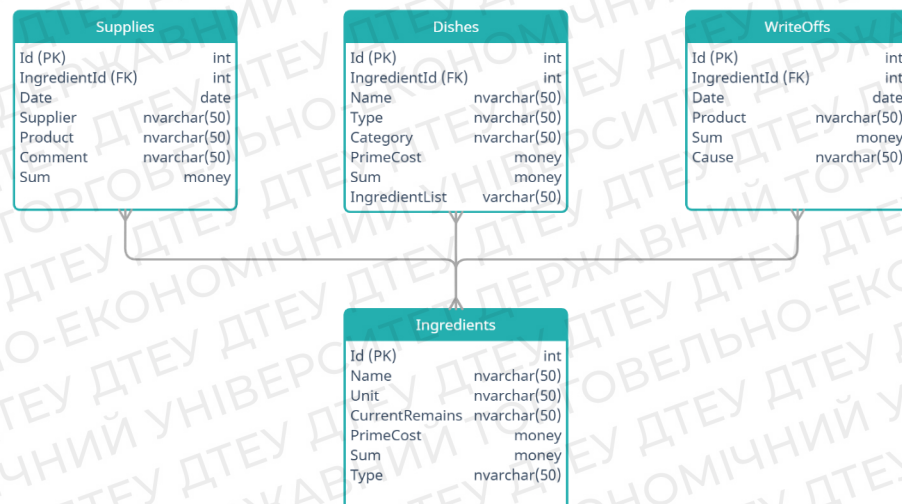 Supplies
Id (PK) int
IngredientId (FK) int
Date date
Supplier nvarchar(50)
Product nvarchar(50)
Comment nvarchar(50)
Sum money
Dishes
Id (PK) int
IngredientId (FK) int
Name nvarchar(50)
Type nvarchar(50)
Category nvarchar(50)
PrimeCost money
Sum money
IngredientList varchar(50)
WriteOffs
Id (PK) int
IngredientId (FK) int
Date date
Product nvarchar(50)
Sum money
Cause nvarchar(50)
Ingredients
Id (PK) int
Name nvarchar(50)
Unit nvarchar(50)
CurrentRemains nvarchar(50)
PrimeCost money
Sum money
Type nvarchar(50)